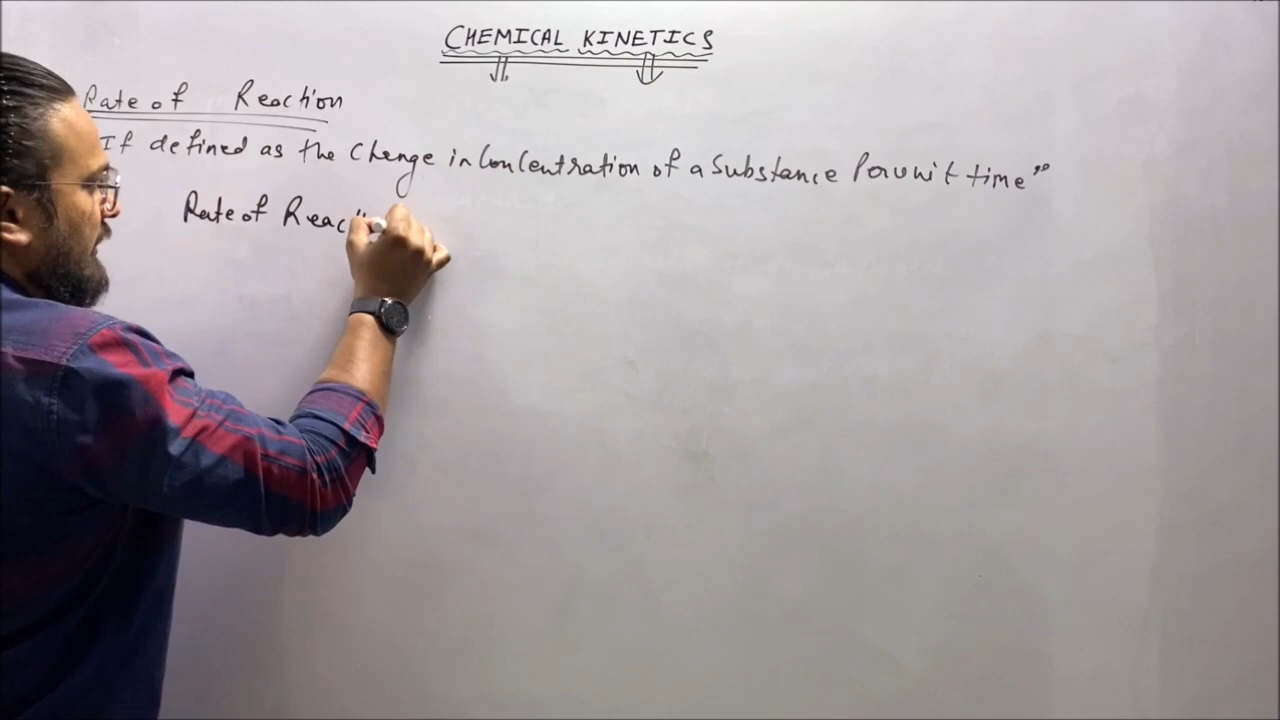 CHEMICAL KINETICS
Rate of Reaction
If defined as the Change in Concentration of a Substance Per unit time"
Rate of Reac